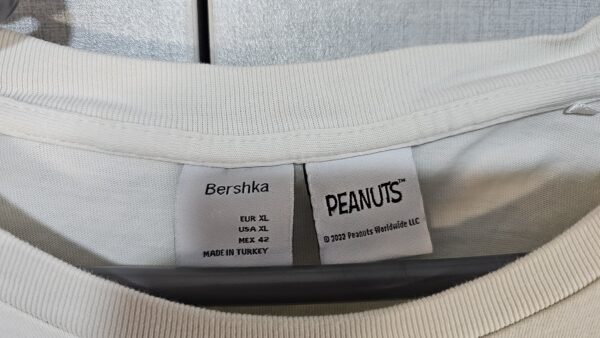 Bershka
EUR XL
USA XL
MEX 42
MADE IN TURKEY
PEANUTS™
© 2022 Peanuts Worldwide LLC